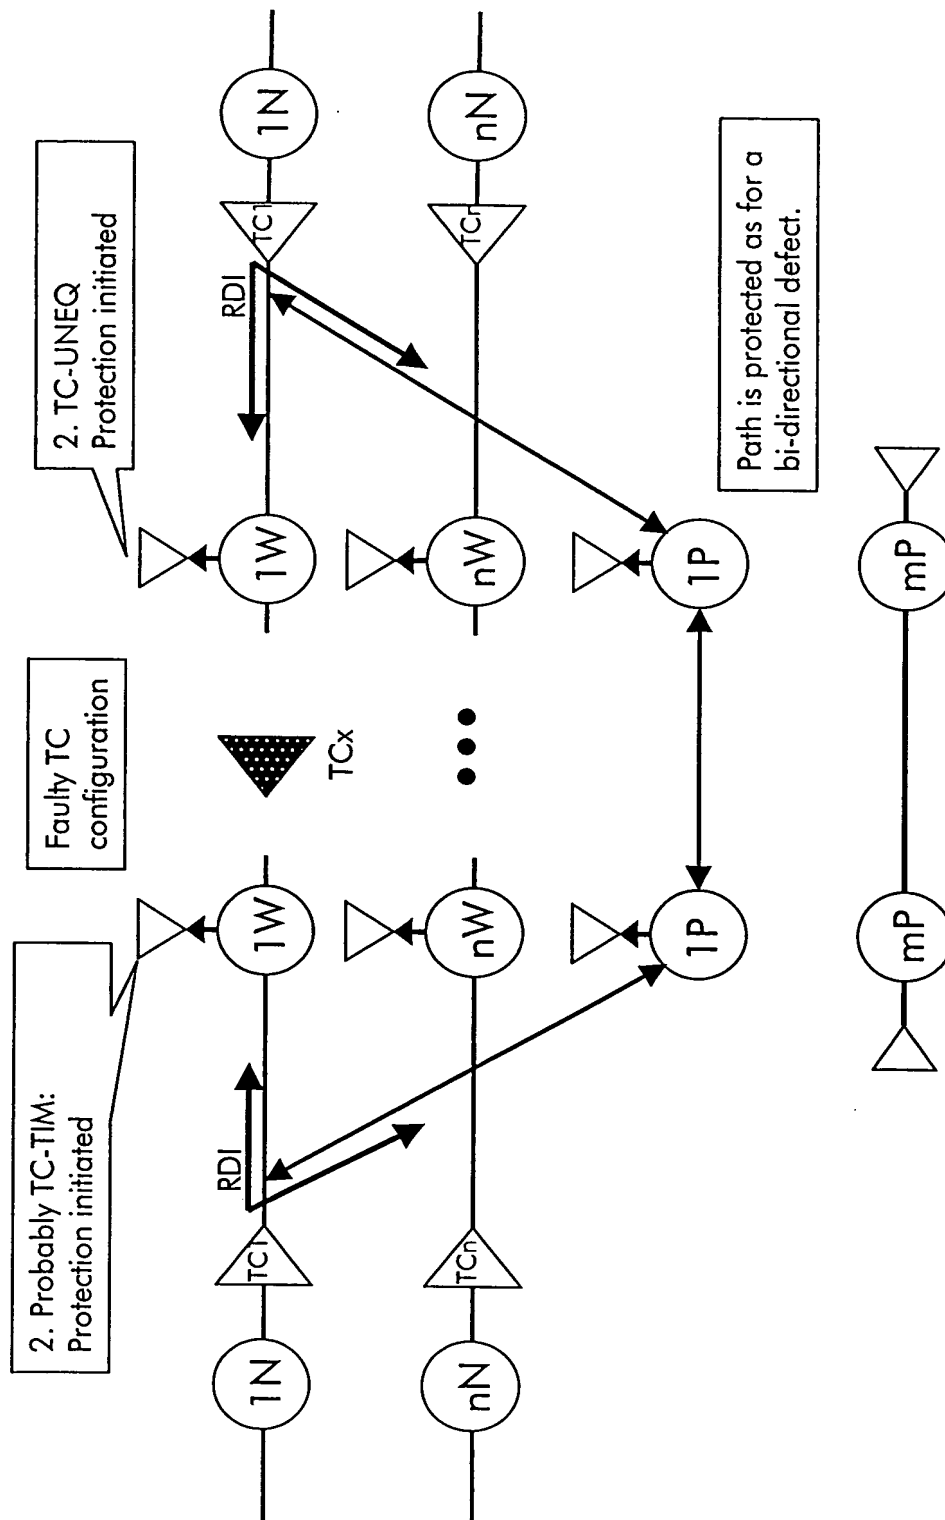 2. Probably TC-TIM:
Protection initiated
Faulty TC
configuration
2. TC-UNEQ
Protection initiated
1N
TC1
RDI
1W
TCx
1W
RDI
TC1
1N
nN
TCn
nW
nW
TCn
nN
1P
1P
Path is protected as for a
bi-directional defect.
mP
mP